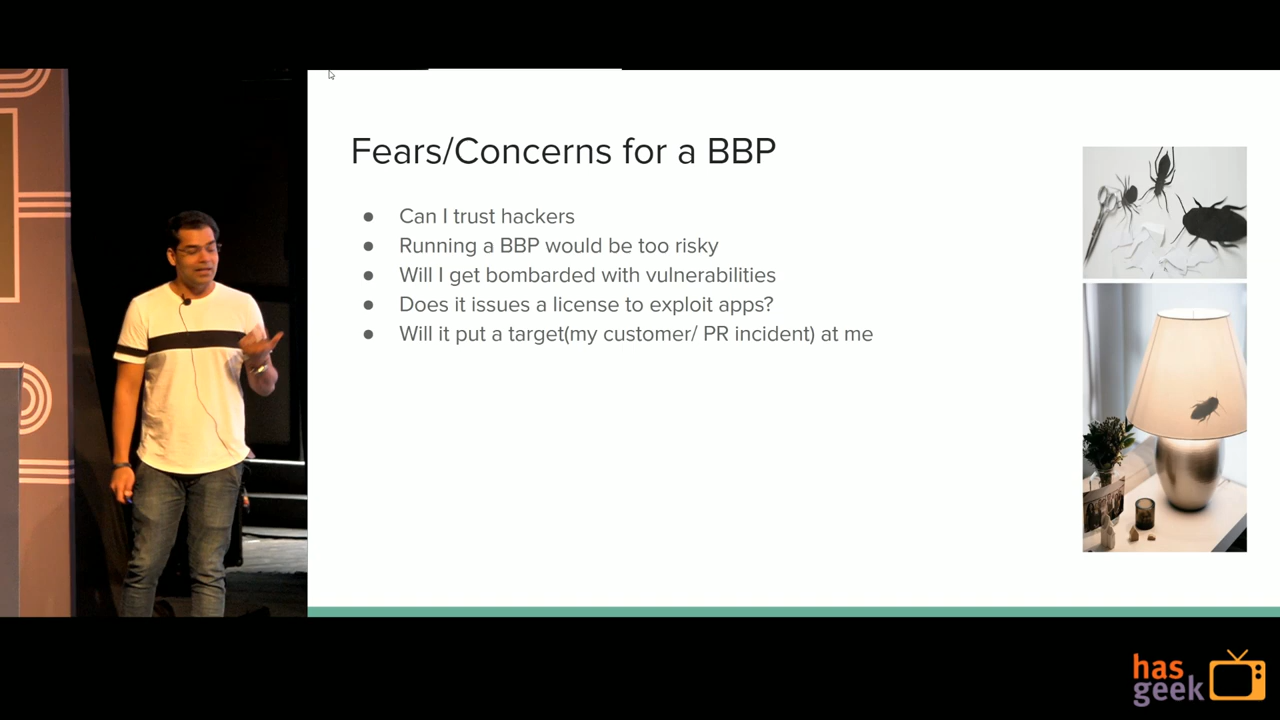 Fears/Concerns for a BBP
● Can I trust hackers
● Running a BBP would be too risky
● Will I get bombarded with vulnerabilities
● Does it issues a license to exploit apps?
● Will it put a target(my customer/ PR incident) at me
has
geek